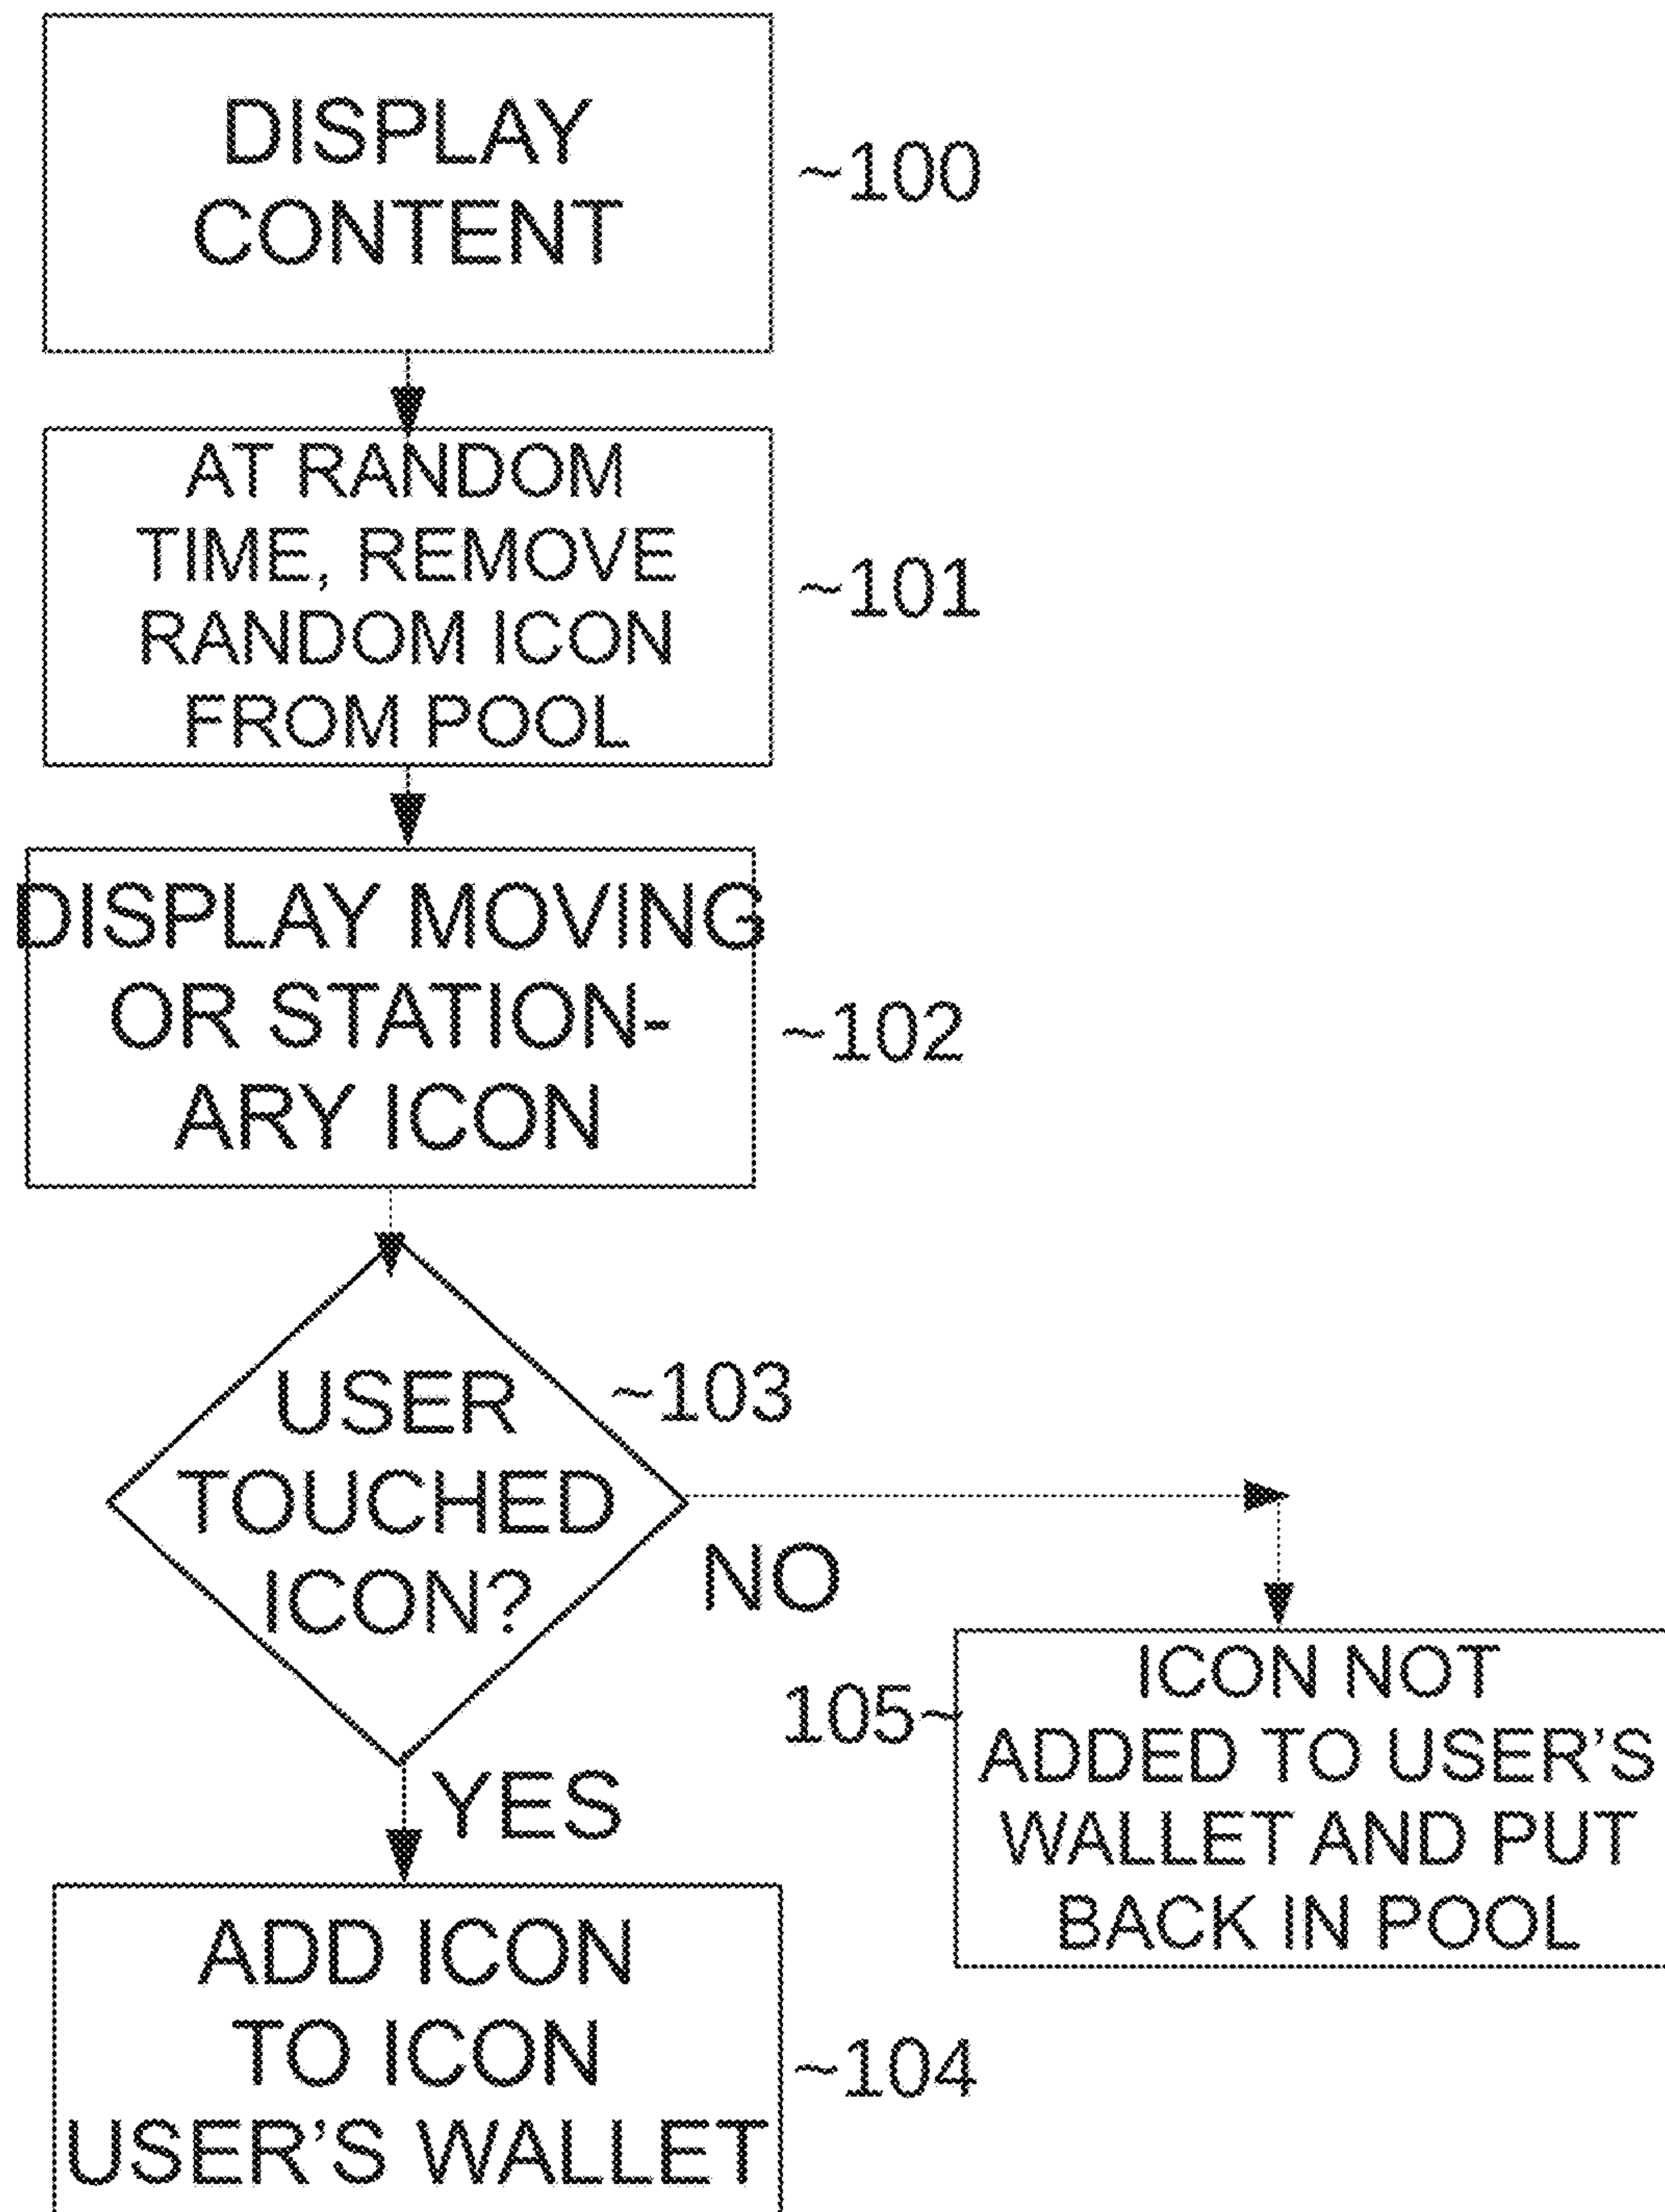 DISPLAY
CONTENT
~100
AT RANDOM
TIME, REMOVE
RANDOM ICON
FROM POOL
~101
DISPLAY MOVING
OR STATION-
ARY ICON
~102
USER
TOUCHED
ICON?
~103
NO
YES
105~
ICON NOT
ADDED TO USER’S
WALLET AND PUT
BACK IN POOL
ADD ICON
TO ICON
USER’S WALLET
~104